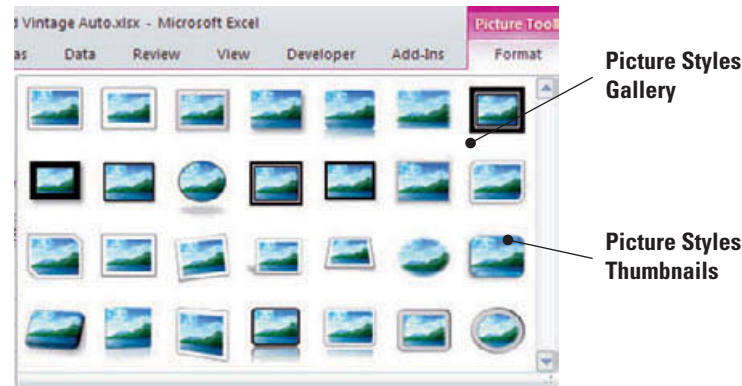 d Vintage Auto.xlsx - Microsoft Excel
Picture Tool
as Data Review View Developer Add-Ins Format
Picture Styles
Gallery
Picture Styles
Thumbnails